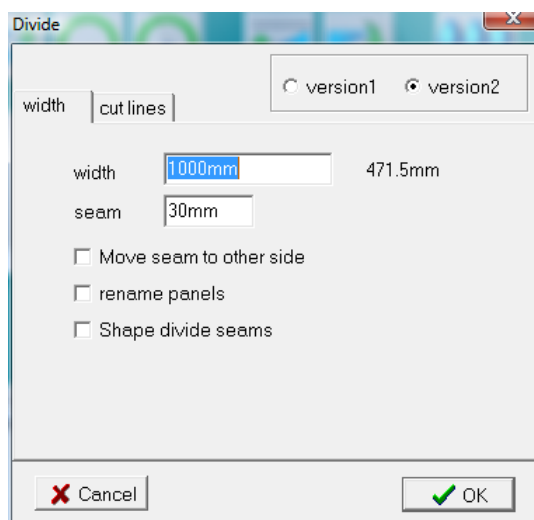 Divide
version1 version2
width cut lines
width 1000mm 471.5mm
seam 30mm
Move seam to other side
rename panels
Shape divide seams
Cancel OK